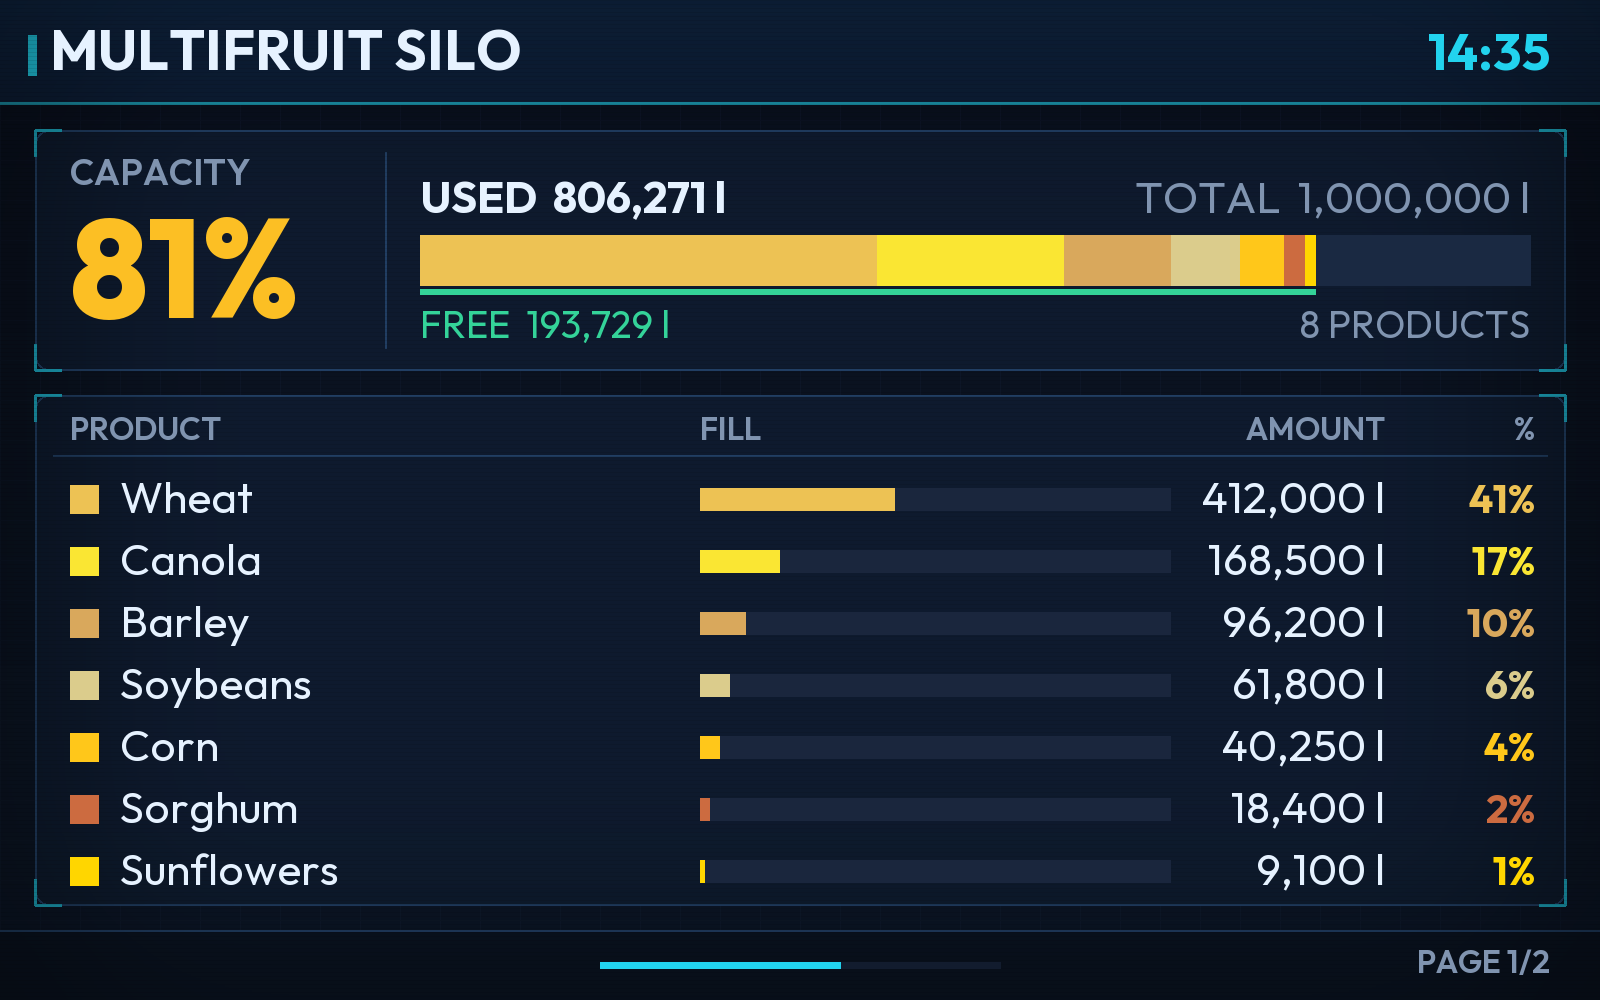 MULTIFRUIT SILO 14:35
CAPACITY
81%
USED 806,271 l TOTAL 1,000,000 l
FREE 193,729 l 8 PRODUCTS
PRODUCT FILL AMOUNT %
Wheat 412,000 l 41%
Canola 168,500 l 17%
Barley 96,200 l 10%
Soybeans 61,800 l 6%
Corn 40,250 l 4%
Sorghum 18,400 l 2%
Sunflowers 9,100 l 1%
PAGE 1/2